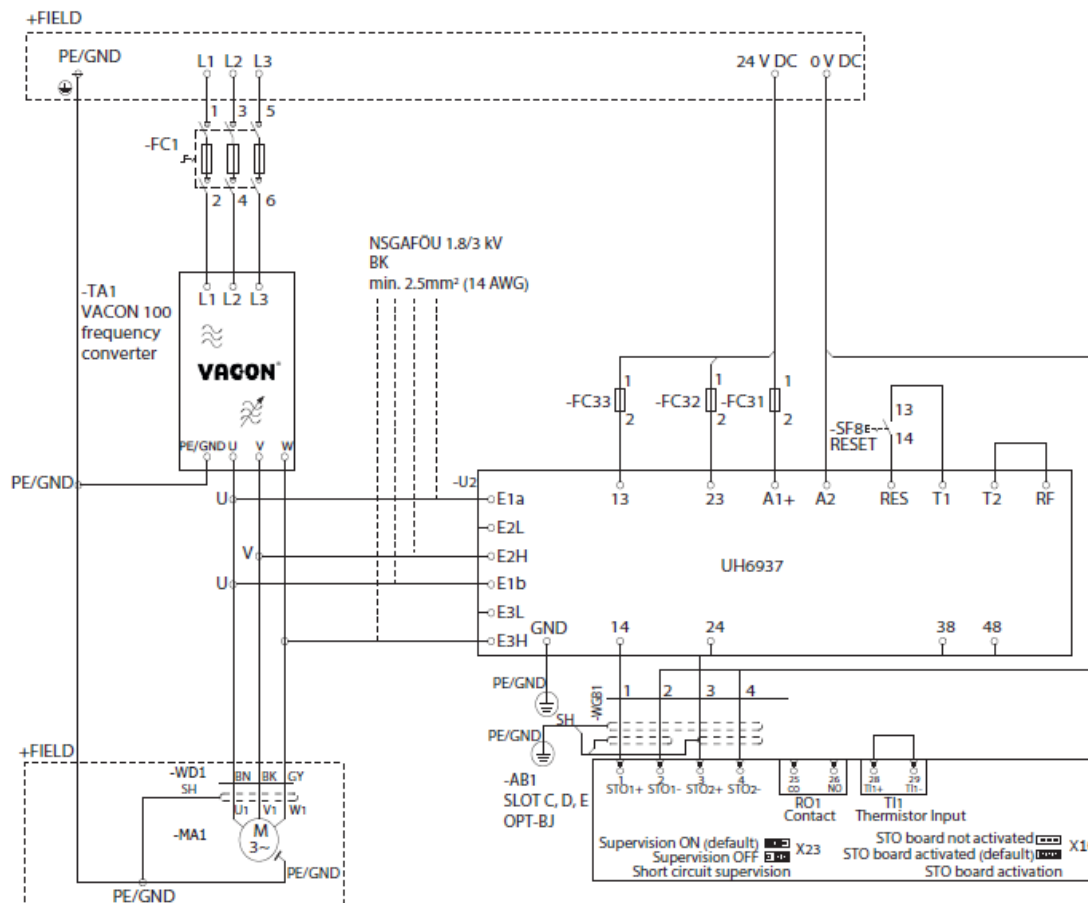 +FIELD
PE/GND
L1 L2 L3
24 V DC 0 V DC
1 3 5
-FC1
2 4 6
NSGAFÖU 1.8/3 kV
BK
min. 2.5mm² (14 AWG)
-TA1
VACON 100
frequency
converter
L1 L2 L3
VACON®
PE/GND U V W
1 1 1
-FC33 -FC32 -FC31
2 2 2
13
-SF8
14
RESET
PE/GND
-U2
13 23 A1+ A2 RES T1 T2 RF
U
E1a
E2L
V
E2H
U
E1b
E3L
E3H
UH6937
GND 14 24 38 48
PE/GND
-WGB1
1 2 3 4
SH
PE/GND
+FIELD
-WD1 BN BK GY
SH
U1 V1 W1
-MA1
M
3~
PE/GND
PE/GND
-AB1
SLOT C, D, E
OPT-BJ
1 2 3 4
STO1+ STO1- STO2+ STO2-
25 26
CO NO
RO1
Contact
28 29
TI1+ TI1-
TI1
Thermistor Input
Supervision ON (default)
X23
Supervision OFF
Short circuit supervision
STO board not activated
X10
STO board activated (default)
STO board activation